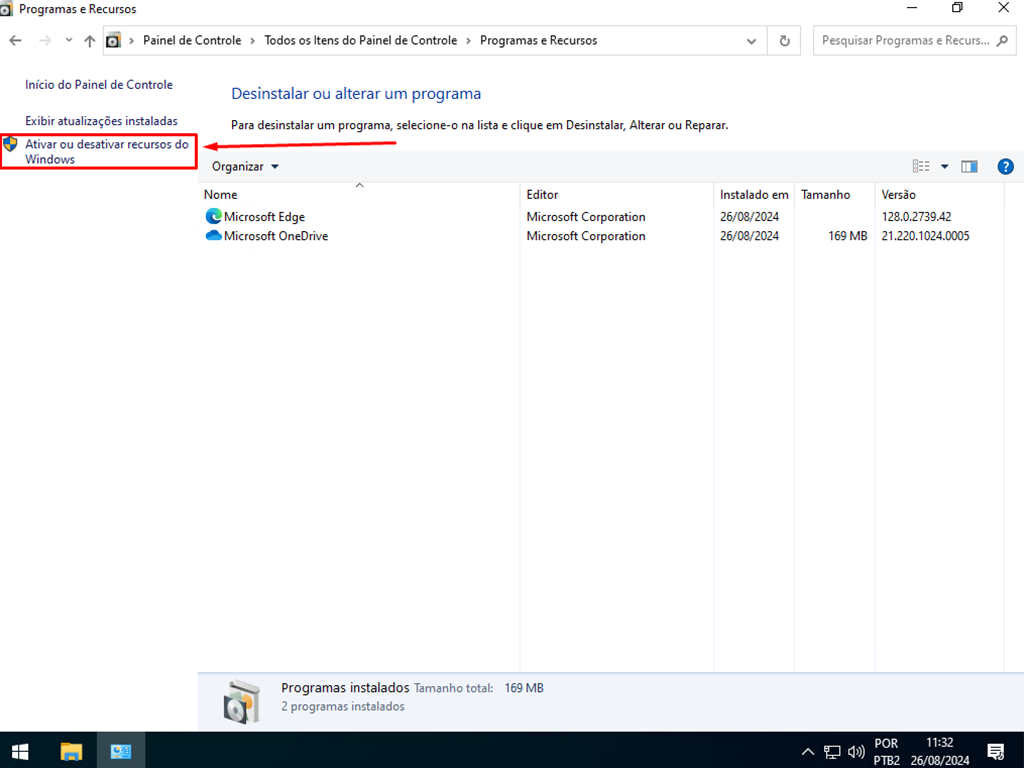 Programas e Recursos
Painel de Controle > Todos os Itens do Painel de Controle > Programas e Recursos
Pesquisar Programas e Recurs...
Início do Painel de Controle
Exibir atualizações instaladas
Ativar ou desativar recursos do
Windows
Desinstalar ou alterar um programa
Para desinstalar um programa, selecione-o na lista e clique em Desinstalar, Alterar ou Reparar.
Organizar
Nome Editor Instalado em Tamanho Versão
Microsoft Edge Microsoft Corporation 26/08/2024 128.0.2739.42
Microsoft OneDrive Microsoft Corporation 26/08/2024 169 MB 21.220.1024.0005
Programas instalados Tamanho total: 169 MB
2 programas instalados
POR 11:32
PTB2 26/08/2024